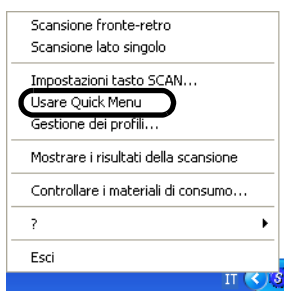 Scansione fronte-retro
Scansione lato singolo
Impostazioni tasto SCAN...
Usare Quick Menu
Gestione dei profili...
Mostrare i risultati della scansione
Controllare i materiali di consumo...
?
Esci
IT